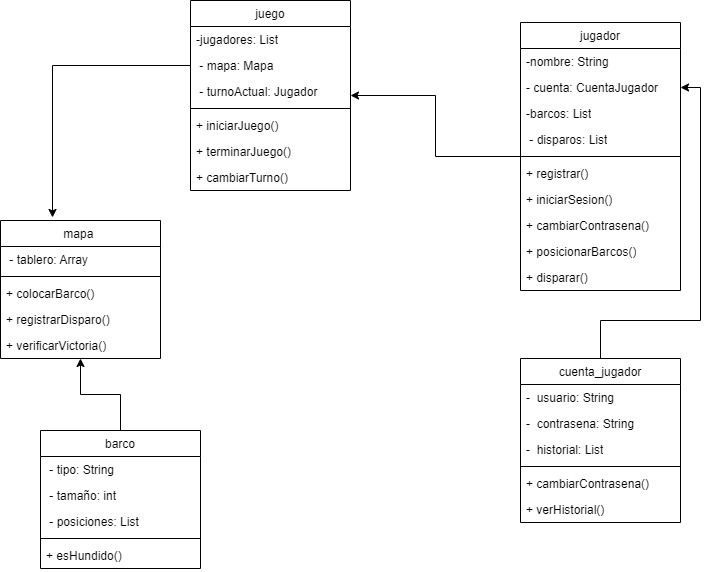 juego
-jugadores: List
- mapa: Mapa
- turnoActual: Jugador
+ iniciarJuego()
+ terminarJuego()
+ cambiarTurno()
jugador
-nombre: String
- cuenta: CuentaJugador
-barcos: List
- disparos: List
+ registrar()
+ iniciarSesion()
+ cambiarContrasena()
+ posicionarBarcos()
+ disparar()
mapa
- tablero: Array
+ colocarBarco()
+ registrarDisparo()
+ verificarVictoria()
cuenta_jugador
- usuario: String
- contrasena: String
- historial: List
+ cambiarContrasena()
+ verHistorial()
barco
- tipo: String
- tamaño: int
- posiciones: List
+ esHundido()